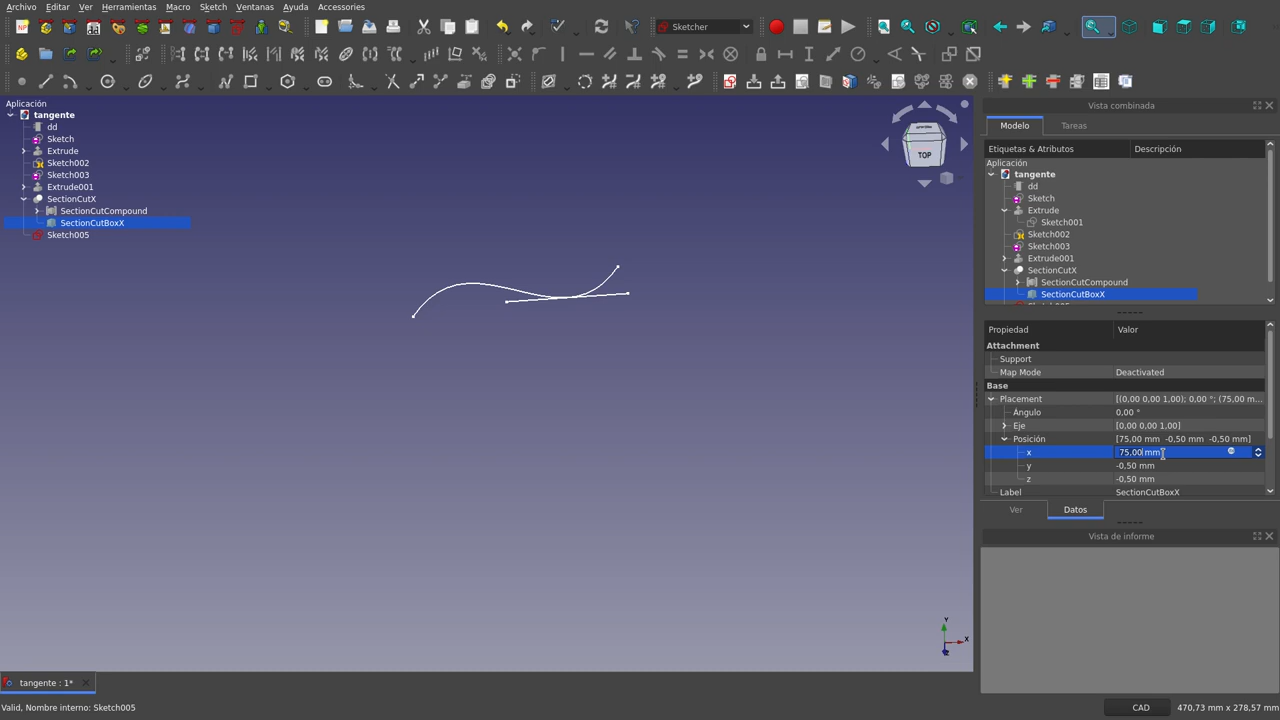 Archivo Editar Ver Herramientas Macro Sketch Ventanas Ayuda Accesories
Sketcher
Aplicación
tangente
dd
Sketch
Extrude
Sketch002
Sketch003
Extrude001
SectionCutX
SectionCutCompound
SectionCutBoxX
Sketch005
TOP
Y
X
Z
Vista combinada
Modelo Tareas
Etiquetas & Atributos Descripción
Aplicación
tangente
dd
Sketch
Extrude
Sketch001
Sketch002
Sketch003
Extrude001
SectionCutX
SectionCutCompound
SectionCutBoxX
Propiedad Valor
Attachment
Support
Map Mode Deactivated
Base
Placement [(0,00 0,00 1,00); 0,00 °; (75,00 m...
Ángulo 0,00 °
Eje [0,00 0,00 1,00]
Posición [75,00 mm -0,50 mm -0,50 mm]
x 75,00 mm
y -0,50 mm
z -0,50 mm
Label SectionCutBoxX
Ver Datos
Vista de informe
tangente : 1*
Valid, Nombre interno: Sketch005
CAD 470,73 mm x 278,57 mm